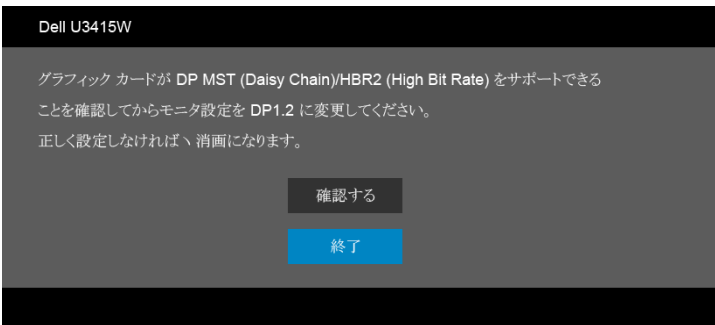 Dell U3415W
グラフィック カードが DP MST (Daisy Chain)/HBR2 (High Bit Rate) をサポートできる
ことを確認してからモニタ設定を DP1.2 に変更してください。
正しく設定しなければヽ消画になります。
確認する
終了